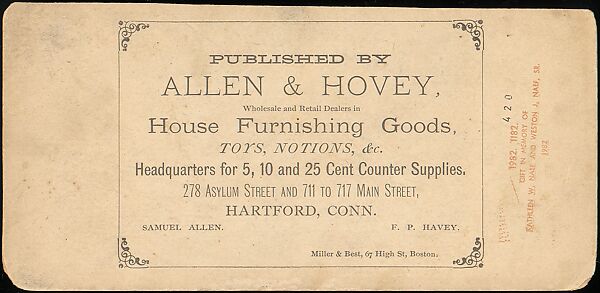 PUBLISHED BY
ALLEN & HOVEY,
Wholesale and Retail Dealers in
House Furnishing Goods,
TOYS, NOTIONS, &c.
Headquarters for 5, 10 and 25 Cent Counter Supplies,
278 ASYLUM STREET AND 711 TO 717 MAIN STREET,
HARTFORD, CONN.
SAMUEL ALLEN. F. P. HAVEY.
Miller & Best, 67 High St, Boston.
1982. 1182. 420
GIFT IN MEMORY OF
KATHLEEN W. NAEF AND WESTON J. NAEF, SR.
1982